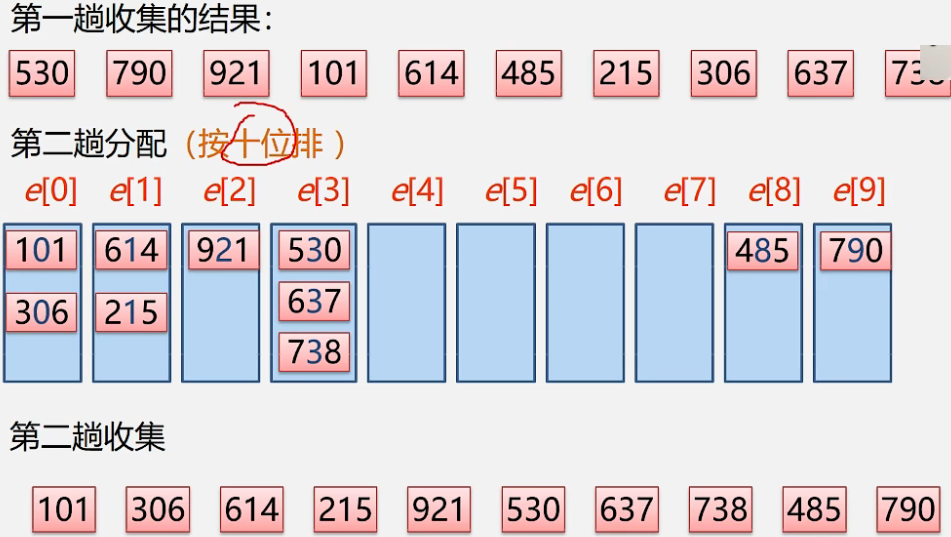 第一趟收集的结果：
530 790 921 101 614 485 215 306 637 738
第二趟分配（按十位排 ）
e[0] e[1] e[2] e[3] e[4] e[5] e[6] e[7] e[8] e[9]
101 614 921 530 485 790
306 215 637
738
第二趟收集
101 306 614 215 921 530 637 738 485 790